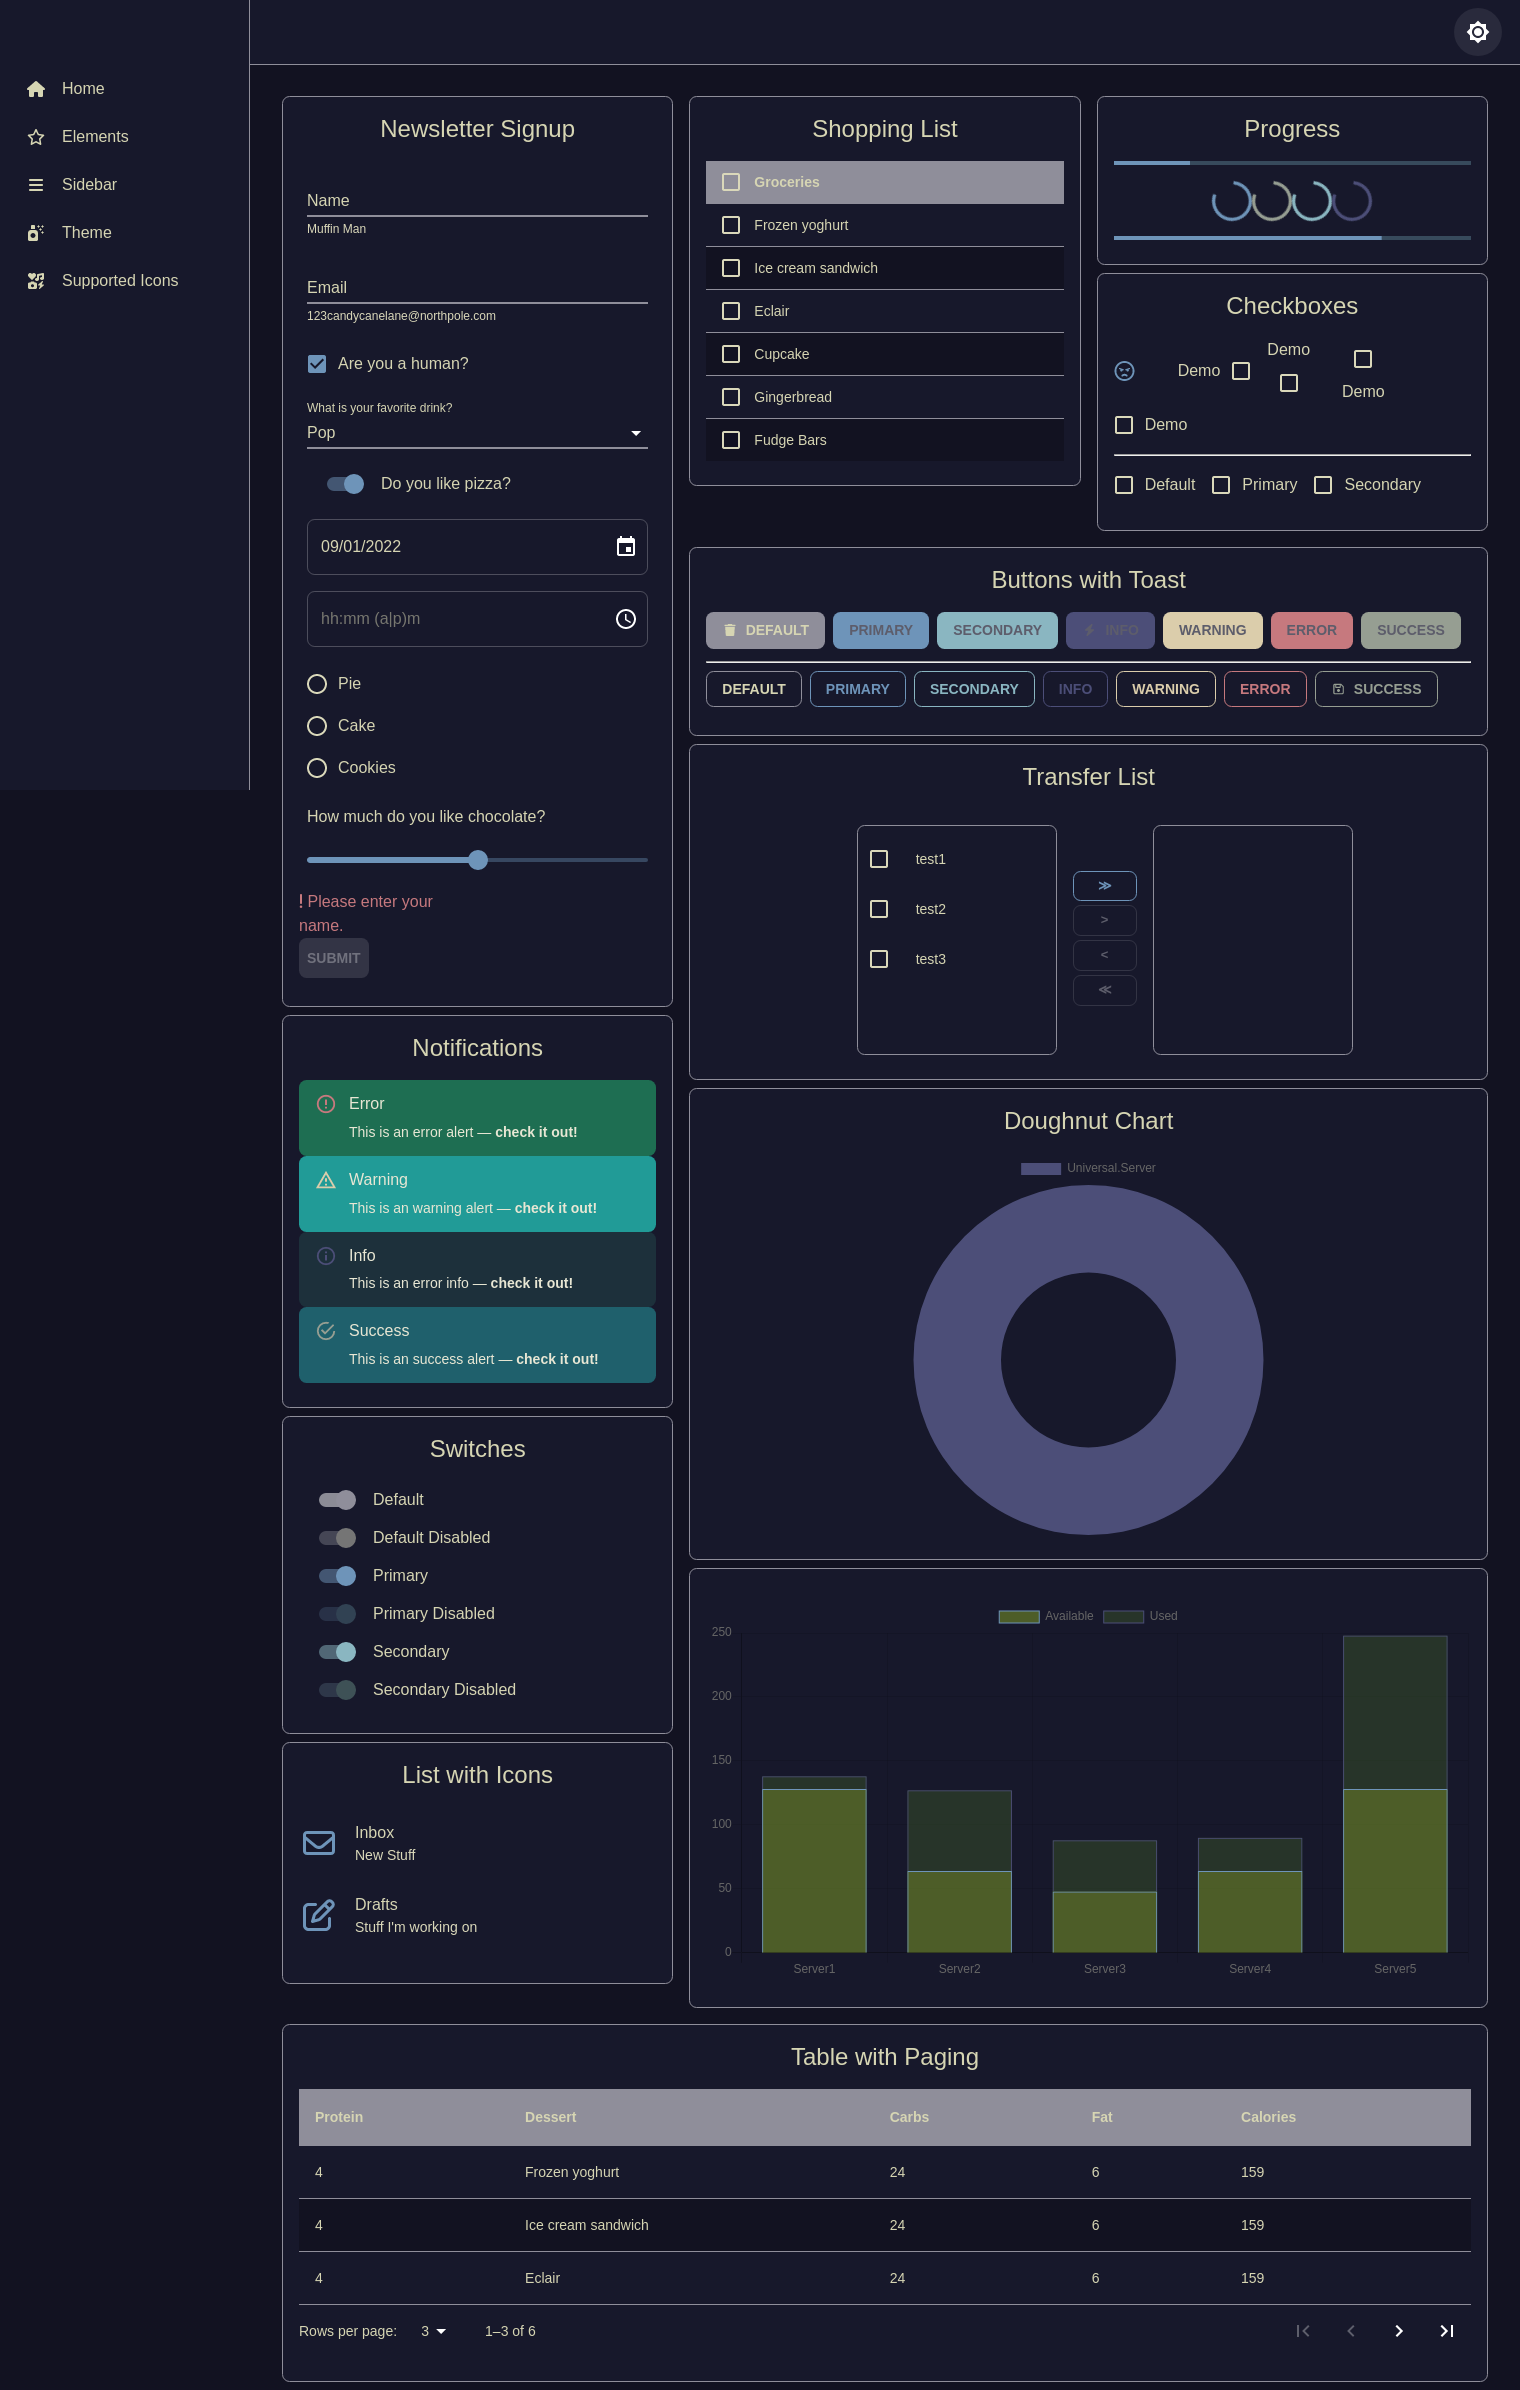 Home
Elements
Sidebar
Theme
Supported Icons
Newsletter Signup
Name
Muffin Man
Email
123candycanelane@northpole.com
Are you a human?
What is your favorite drink?
Pop
Do you like pizza?
09/01/2022
hh:mm (a|p)m
Pie
Cake
Cookies
How much do you like chocolate?
! Please enter your
name.
SUBMIT
Notifications
Error
This is an error alert — check it out!
Warning
This is an warning alert — check it out!
Info
This is an error info — check it out!
Success
This is an success alert — check it out!
Switches
Default
Default Disabled
Primary
Primary Disabled
Secondary
Secondary Disabled
List with Icons
Inbox
New Stuff
Drafts
Stuff I'm working on
Shopping List
Groceries
Frozen yoghurt
Ice cream sandwich
Eclair
Cupcake
Gingerbread
Fudge Bars
Progress
Checkboxes
Demo
Demo
Demo
Demo
Default Primary Secondary
Buttons with Toast
DEFAULT PRIMARY SECONDARY INFO WARNING ERROR SUCCESS
DEFAULT PRIMARY SECONDARY INFO WARNING ERROR SUCCESS
Transfer List
test1
test2
test3
≫
>
<
≪
Doughnut Chart
Universal.Server
Available Used
250
200
150
100
50
0
Server1 Server2 Server3 Server4 Server5
Table with Paging
Protein Dessert Carbs Fat Calories
4 Frozen yoghurt 24 6 159
4 Ice cream sandwich 24 6 159
4 Eclair 24 6 159
Rows per page: 3 1–3 of 6